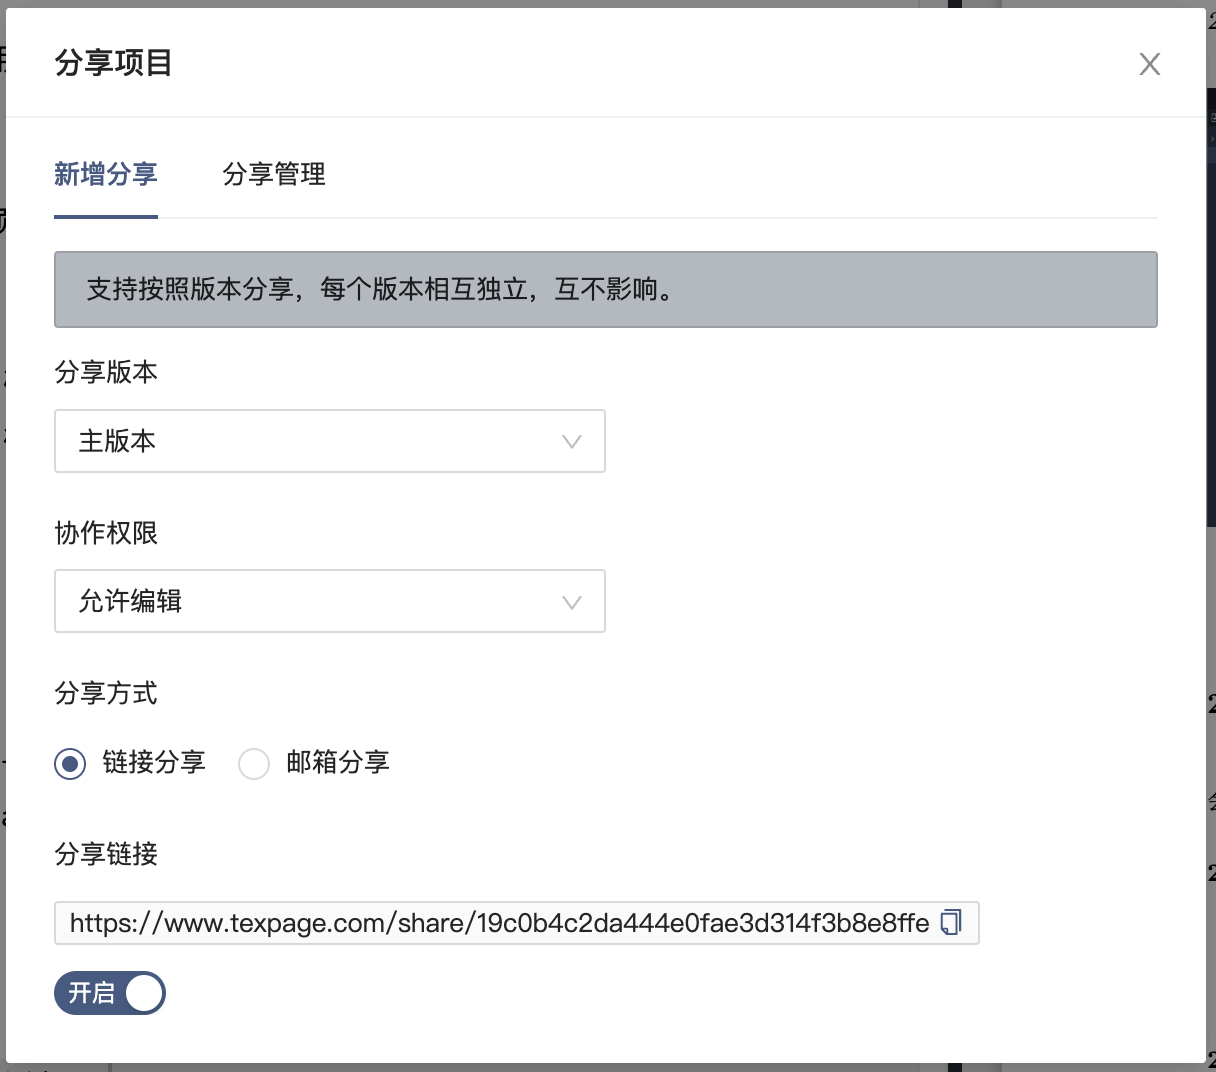 分享项目
新增分享
分享管理
支持按照版本分享，每个版本相互独立，互不影响。
分享版本
主版本
协作权限
允许编辑
分享方式
链接分享
邮箱分享
分享链接
https://www.texpage.com/share/19c0b4c2da444e0fae3d314f3b8e8ffe
开启